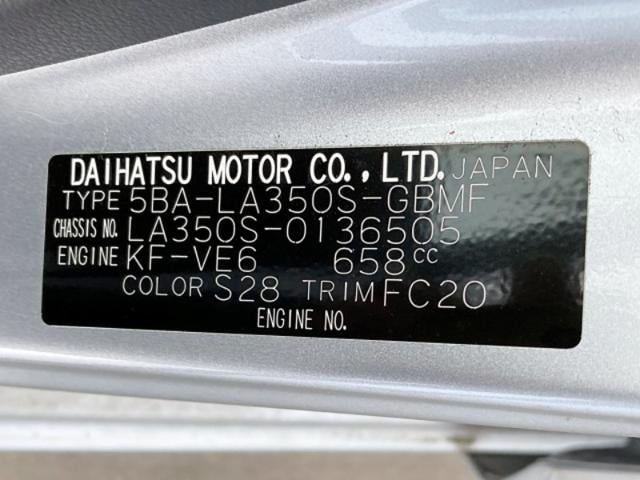 DAIHATSU MOTOR CO., LTD. JAPAN
TYPE 5BA-LA350S-GBMF
CHASSIS NO. LA350S-0136505
ENGINE KF-VE6 658cc
COLOR S28 TRIM FC20
ENGINE NO.